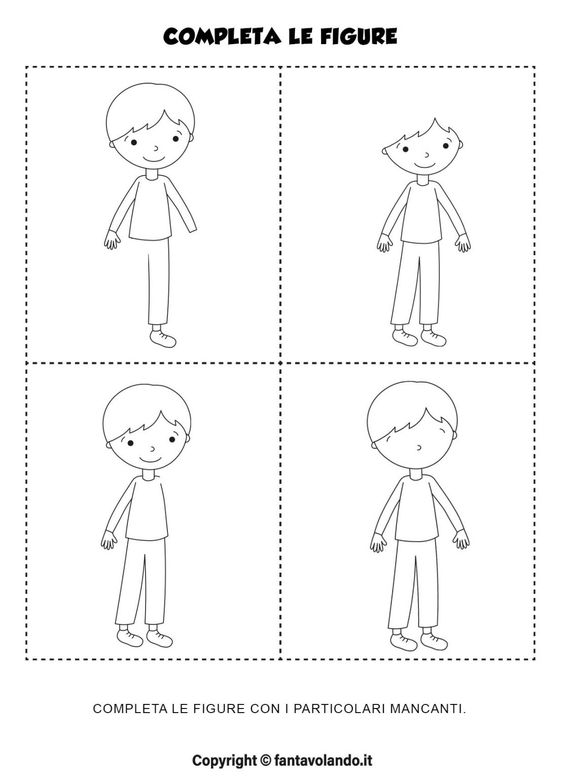 COMPLETA LE FIGURE
COMPLETA LE FIGURE CON I PARTICOLARI MANCANTI.
Copyright © fantavolando.it